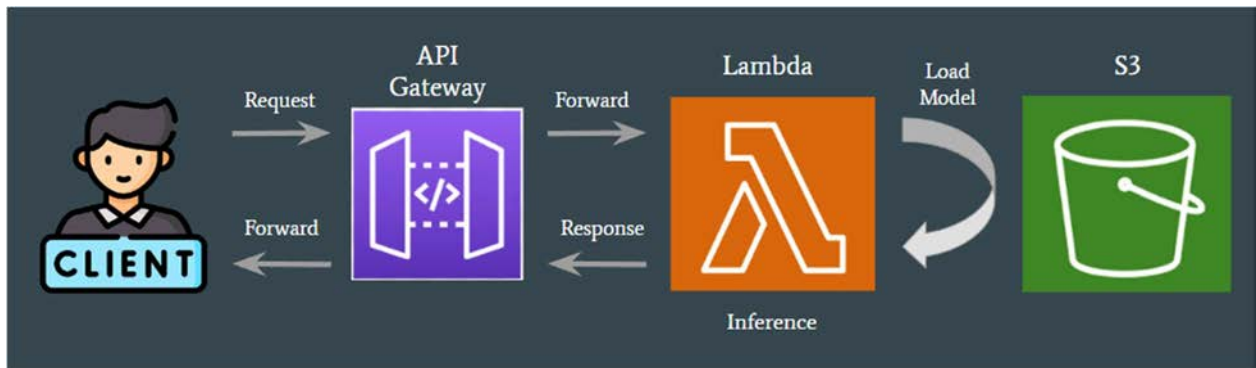 API
Gateway
Lambda
S3
Load
Model
Request
Forward
</>
Forward
Response
CLIENT
Inference